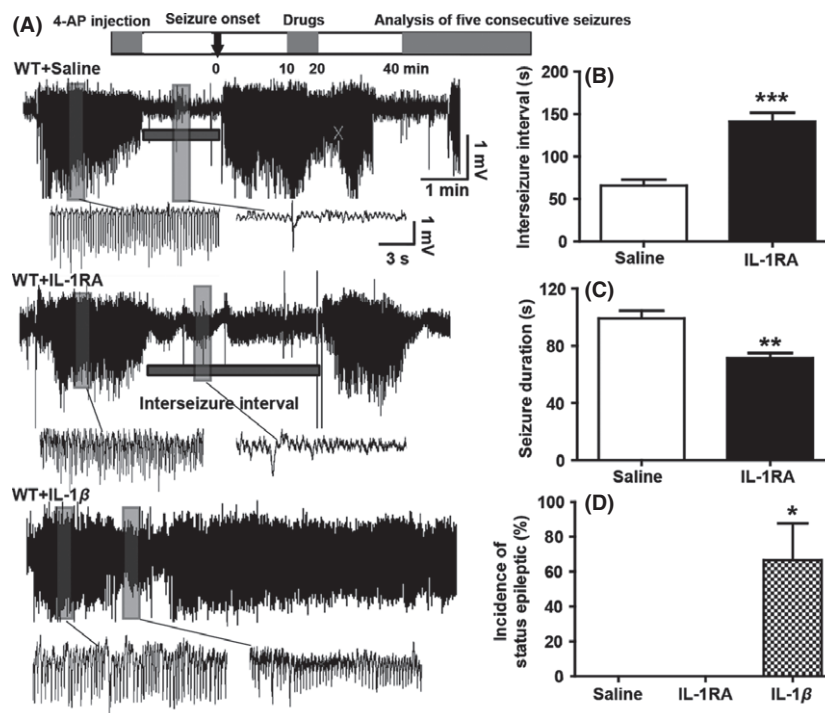 (A)
4-AP injection
Seizure onset
Drugs
Analysis of five consecutive seizures
0
10
20
40 min
WT+Saline
X
1 mV
1 min
1 mV
3 s
WT+IL-1RA
Interseizure interval
WT+IL-1β
(B)
Interseizure interval (s)
200
150
100
50
0
***
Saline
IL-1RA
(C)
Seizure duration (s)
120
80
40
0
**
Saline
IL-1RA
(D)
Incidence of
status epileptic (%)
100
80
60
40
20
0
*
Saline
IL-1RA
IL-1β